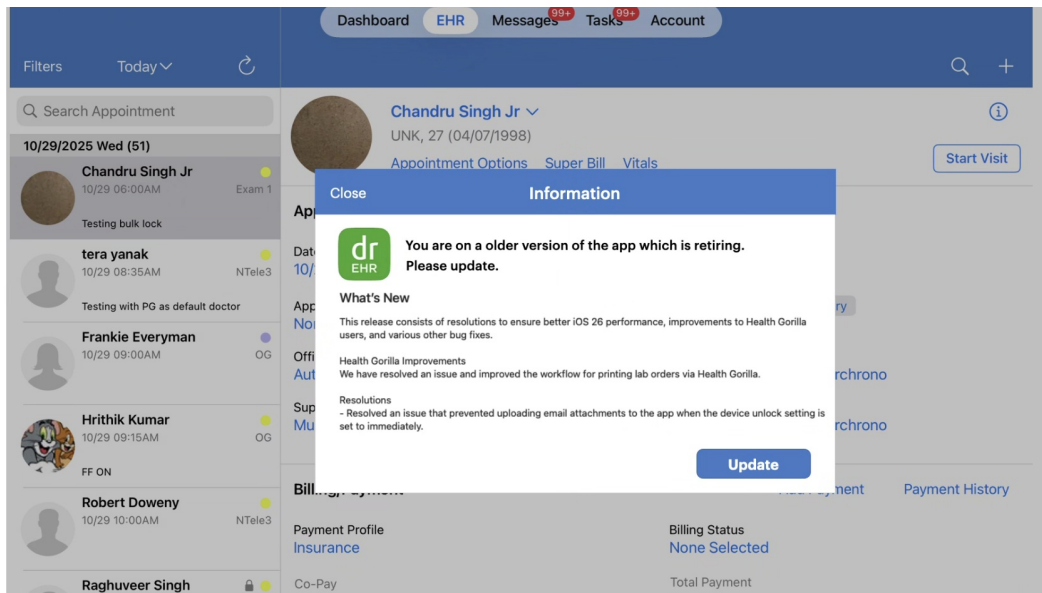 Dashboard EHR Messages 99+ Tasks 99+ Account
Filters Today
Search Appointment
10/29/2025 Wed (51)
Chandru Singh Jr
10/29 06:00AM Exam 1
Testing bulk lock
tera yanak
10/29 08:35AM NTele3
Testing with PG as default doctor
Frankie Everyman
10/29 09:00AM OG
Hrithik Kumar
10/29 09:15AM OG
FF ON
Robert Doweny
10/29 10:00AM NTele3
Raghuveer Singh
Chandru Singh Jr
UNK, 27 (04/07/1998)
Appointment Options Super Bill Vitals
Start Visit
Close Information
dr
EHR
You are on a older version of the app which is retiring.
Please update.
What's New
This release consists of resolutions to ensure better iOS 26 performance, improvements to Health Gorilla
users, and various other bug fixes.
Health Gorilla Improvements
We have resolved an issue and improved the workflow for printing lab orders via Health Gorilla.
Resolutions
- Resolved an issue that prevented uploading email attachments to the app when the device unlock setting is
set to immediately.
Update
Payment History
Payment Profile
Insurance
Billing Status
None Selected
Co-Pay
Total Payment